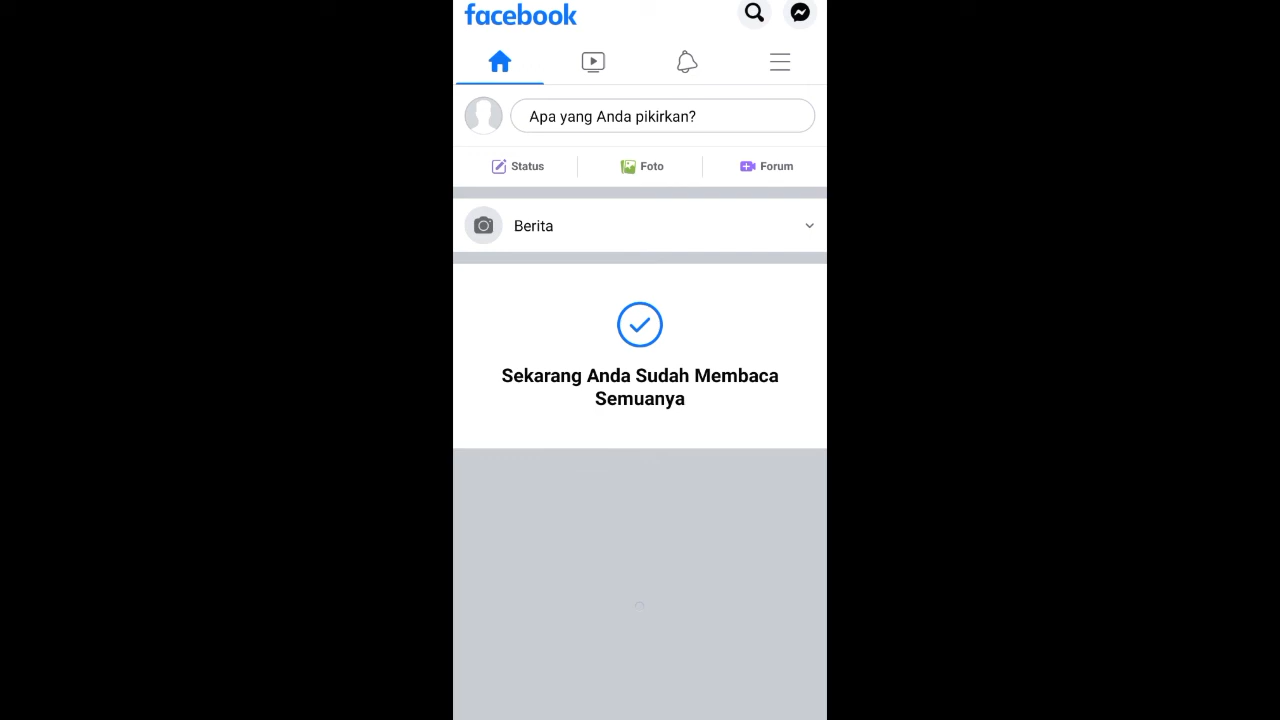 facebook
Apa yang Anda pikirkan?
Status
Foto
Forum
Berita
Sekarang Anda Sudah Membaca
Semuanya